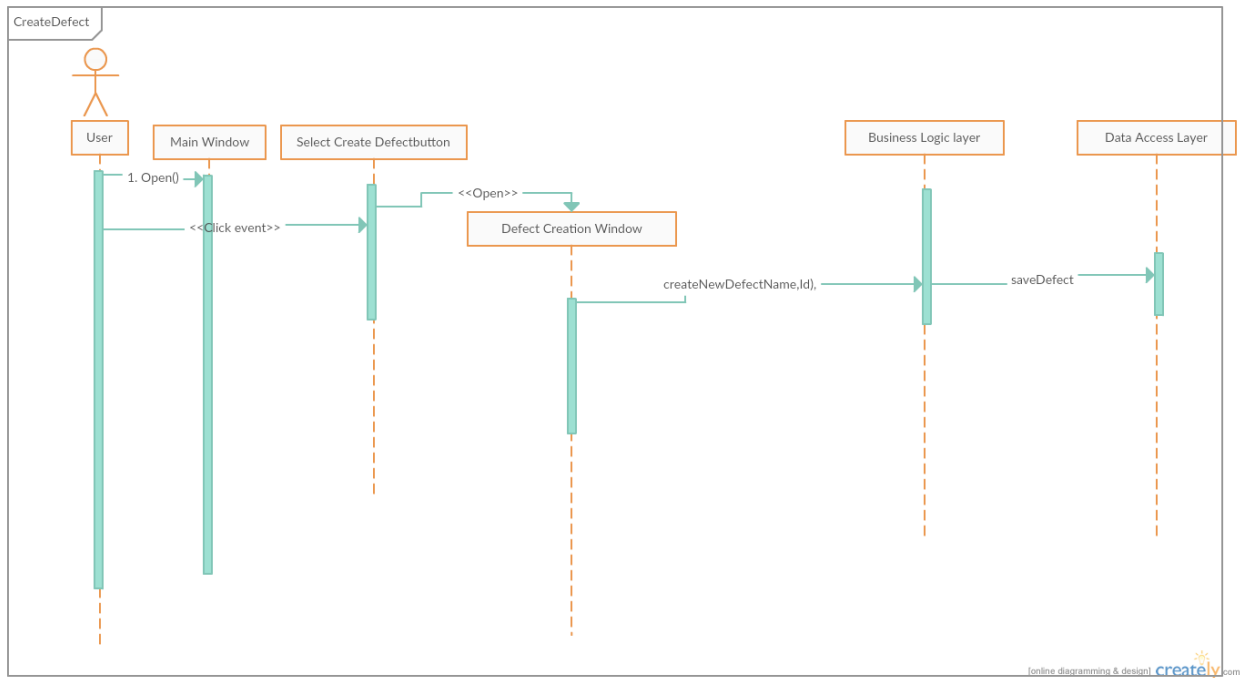 CreateDefect
User
Main Window
Select Create Defectbutton
Business Logic layer
Data Access Layer
1. Open()
<<Open>>
<<Click event>>
Defect Creation Window
createNewDefectName,Id),
saveDefect
[online diagramming & design] creately.com